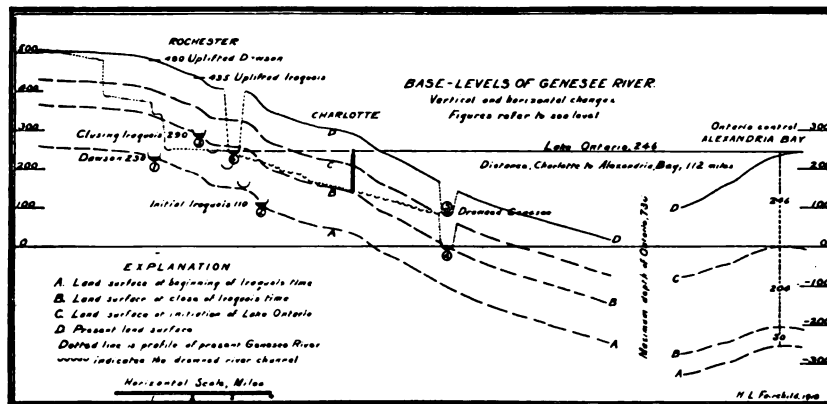 500
400
300
200
100
0
ROCHESTER
480 Uplifted Dawson
435 Uplifted Iroquois
BASE-LEVELS OF GENESEE RIVER
Vertical and horizontal changes
Figures refer to sea level
CHARLOTTE
D
Closing Iroquois 290
Dawson 230
Initial Iroquois 110
C
B
A
Lake Ontario, 246
Distance, Charlotte to Alexandria Bay, 112 miles
Ontario control
ALEXANDRIA BAY
Drowned Genesee
D
B
A
Maximum depth of Ontario, 738
D
C
B
A
246
204
50
300
200
100
0
-100
-200
-300
EXPLANATION
A. Land surface at beginning of Iroquois time
B. Land surface at close of Iroquois time
C. Land surface at initiation of Lake Ontario
D. Present land surface
Dotted line is profile of present Genesee River
indicates the drowned river channel
Horizontal Scale, Miles
H L Fairchild, 1918